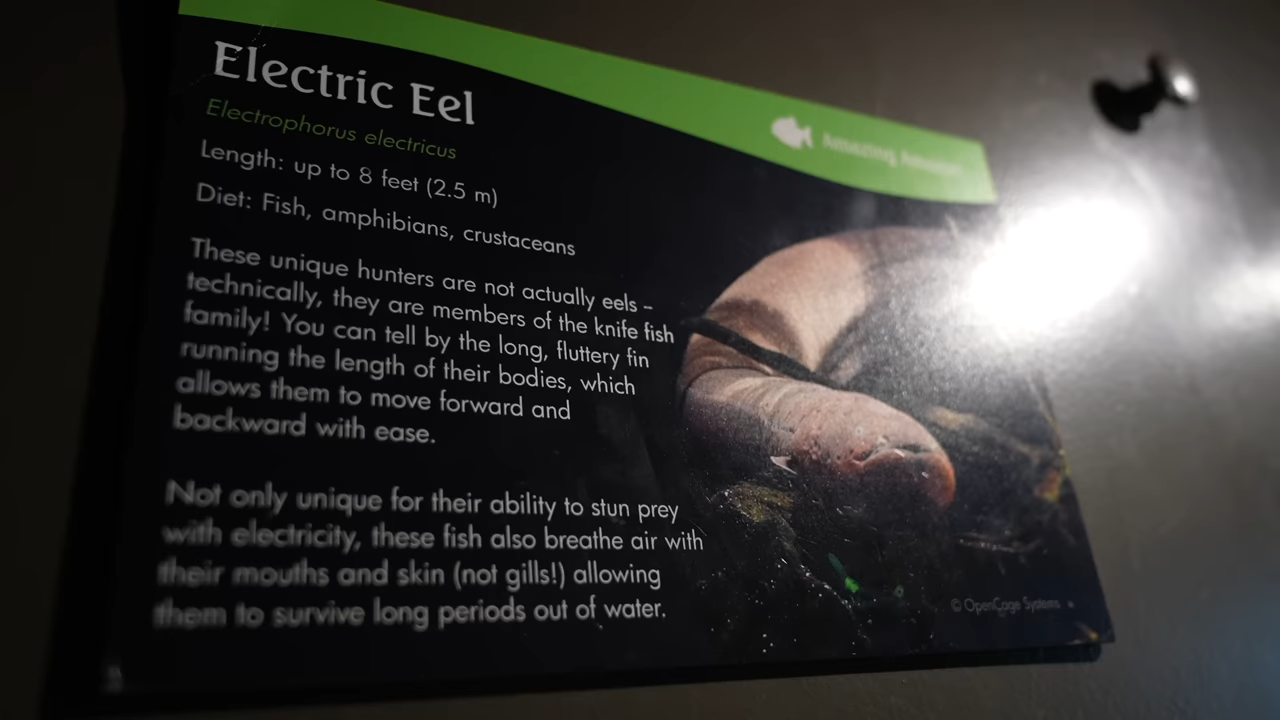 Electric Eel
Electrophorus electricus
Amazing
Length: up to 8 feet (2.5 m)
Diet: Fish, amphibians, crustaceans
These unique hunters are not actually eels –
technically, they are members of the knife fish
family! You can tell by the long, fluttery fin
running the length of their bodies, which
allows them to move forward and
backward with ease.
Not only unique for their ability to stun prey
with electricity, these fish also breathe air with
their mouths and skin (not gills!) allowing
them to survive long periods out of water.
© OpenCage Systems